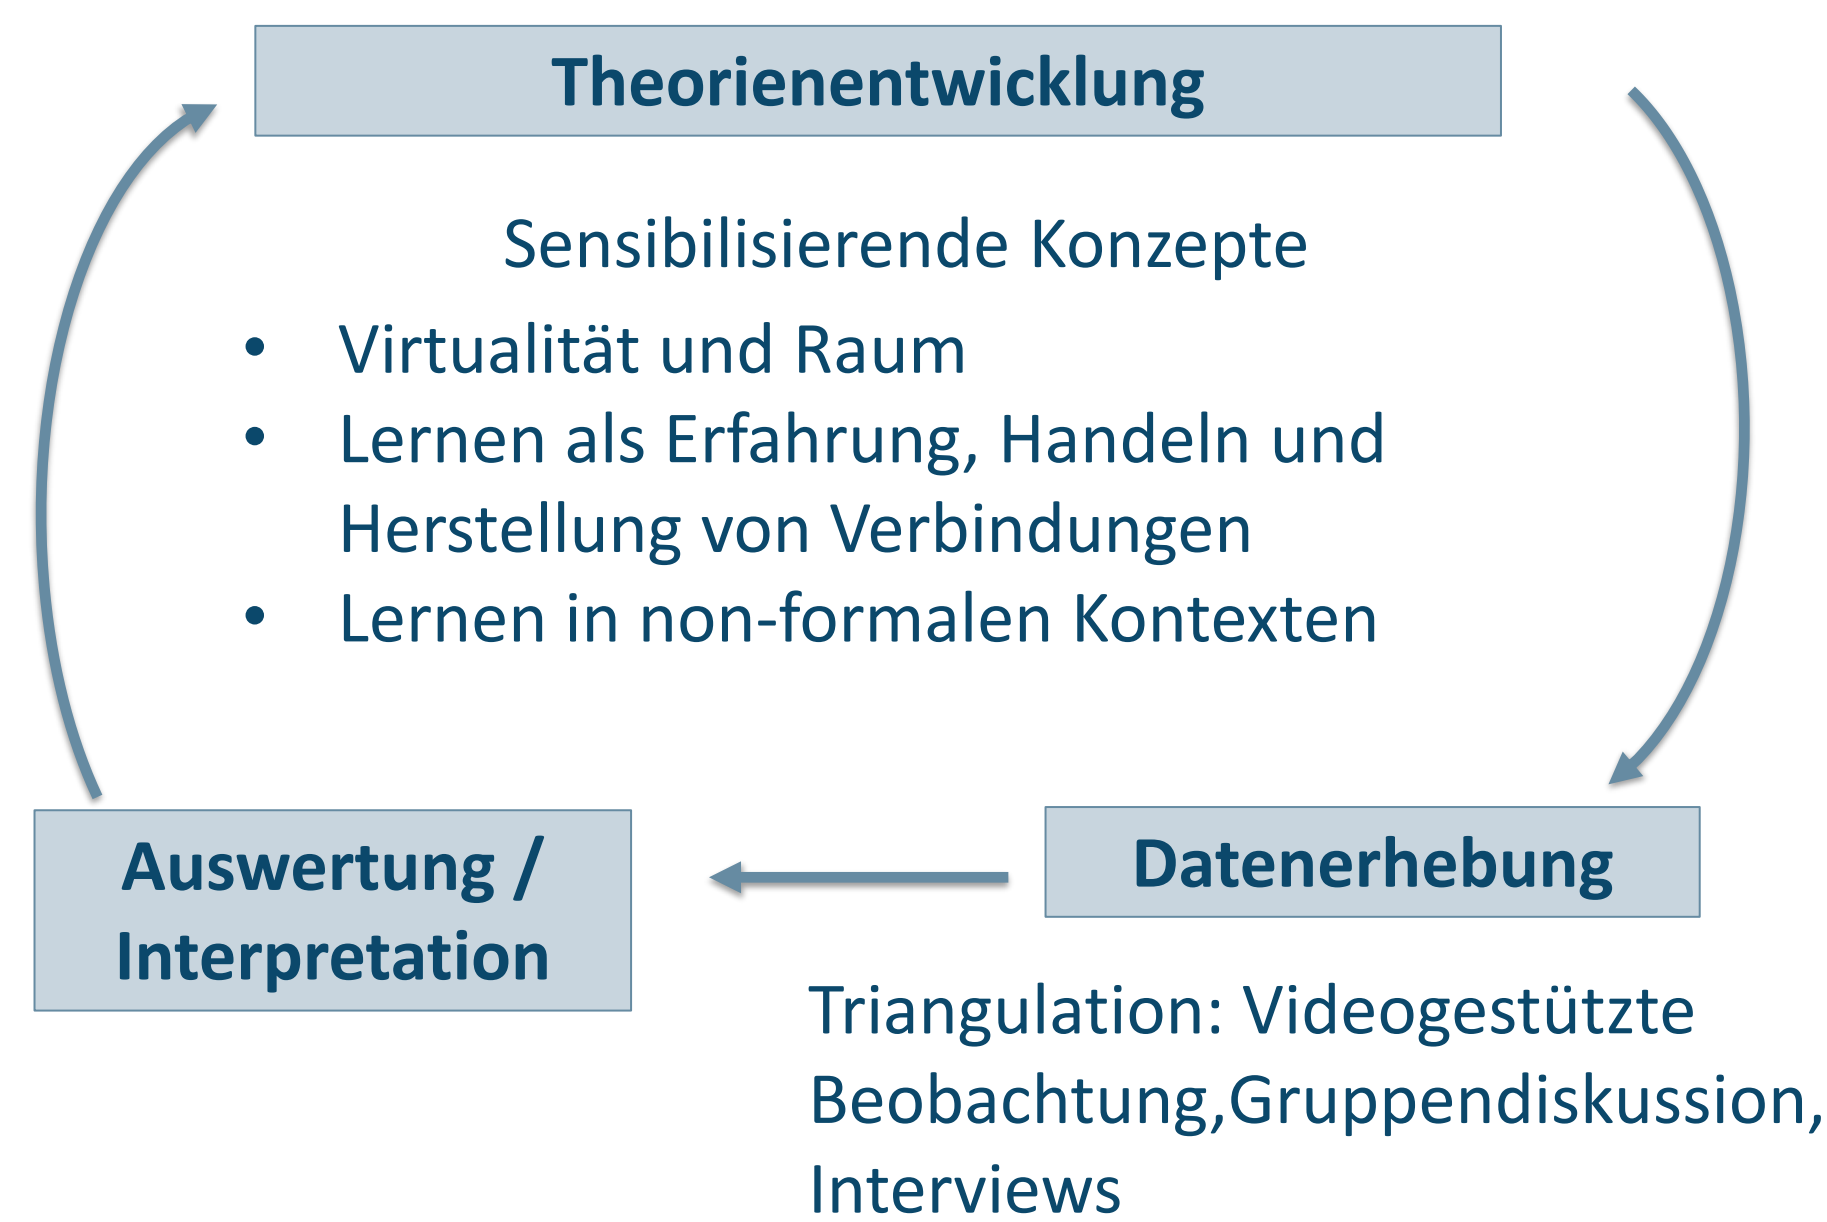 Theorienentwicklung
Sensibilisierende Konzepte
• Virtualität und Raum
• Lernen als Erfahrung, Handeln und
Herstellung von Verbindungen
• Lernen in non-formalen Kontexten
Auswertung /
Interpretation
Datenerhebung
Triangulation: Videogestützte
Beobachtung,Gruppendiskussion,
Interviews